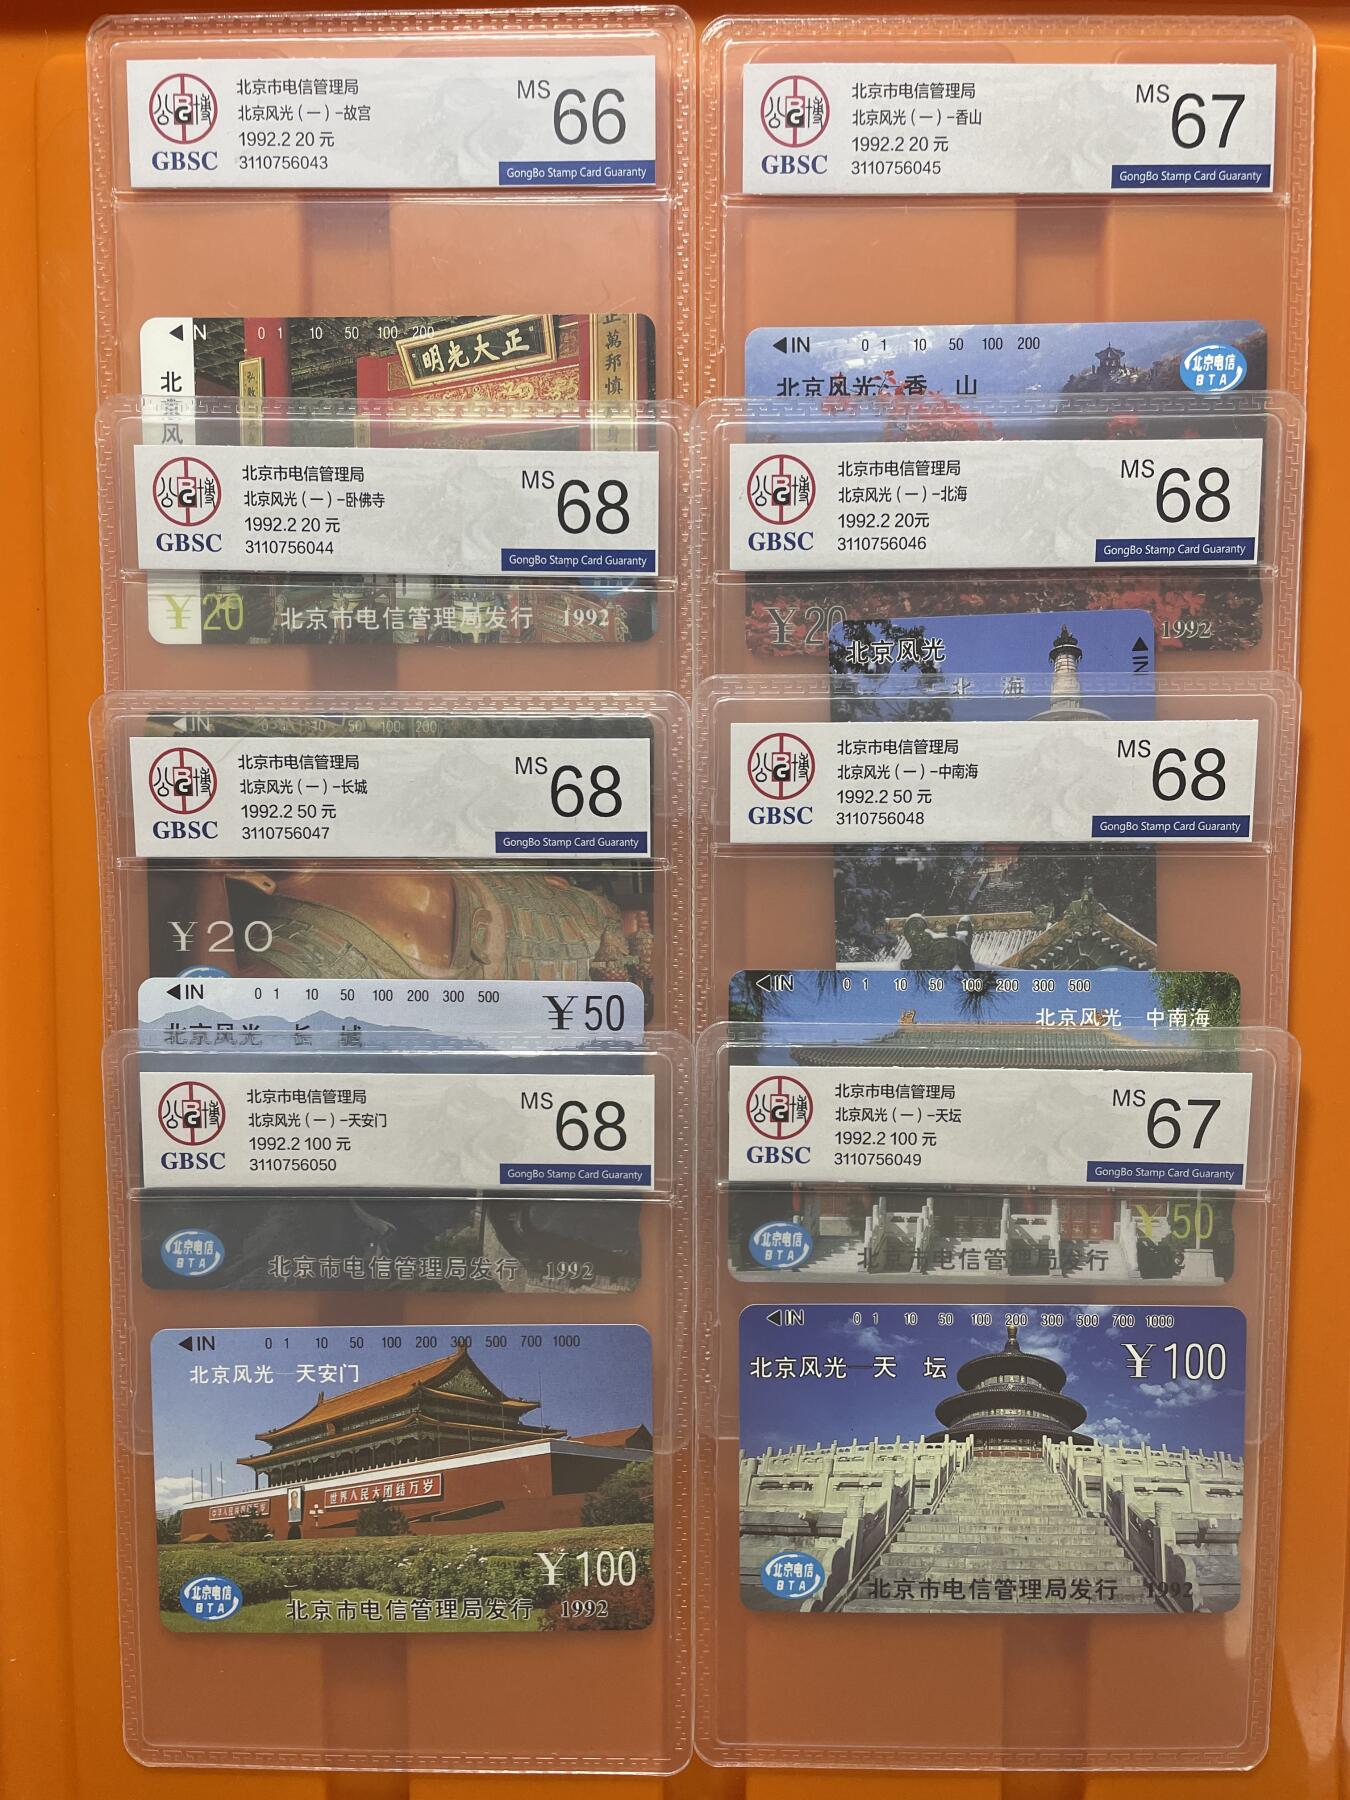 北京市电信管理局
北京风光（一）-故宫
1992.2 20 元
3110756043
GBSC
MS 66
GongBo Stamp Card Guaranty
北京市电信管理局
北京风光（一）-香山
1992.2 20 元
3110756045
GBSC
MS 67
GongBo Stamp Card Guaranty
IN 0 1 10 50 100 200
明光大正
北京风
IN 0 1 10 50 100 200
北京电信
BTA
北京风光 香 山
北京市电信管理局
北京风光（一）-卧佛寺
1992.2 20 元
3110756044
GBSC
MS 68
GongBo Stamp Card Guaranty
¥20 北京市电信管理局发行 1992
北京市电信管理局
北京风光（一）-北海
1992.2 20元
3110756046
GBSC
MS 68
GongBo Stamp Card Guaranty
¥20 1992
北京风光
IN
北 海
IN 0 1 10 50 100 200
北京市电信管理局
北京风光（一）-长城
1992.2 50 元
3110756047
GBSC
MS 68
GongBo Stamp Card Guaranty
¥20
北京市电信管理局
北京风光（一）-中南海
1992.2 50 元
3110756048
GBSC
MS 68
GongBo Stamp Card Guaranty
IN 0 1 10 50 100 200 300 500
¥50
北京风光 长 城
IN 0 1 10 50 100 200 300 500
北京风光 中南海
北京市电信管理局
北京风光（一）-天安门
1992.2 100 元
3110756050
GBSC
MS 68
GongBo Stamp Card Guaranty
北京电信
BTA
北京市电信管理局发行 1992
北京市电信管理局
北京风光（一）-天坛
1992.2 100 元
3110756049
GBSC
MS 67
GongBo Stamp Card Guaranty
¥50
北京电信
BTA
北京市电信管理局发行
IN 0 1 10 50 100 200 300 500 700 1000
北京风光 天安门
世界人民大团结万岁
¥100
北京电信
BTA
北京市电信管理局发行 1992
IN 0 1 10 50 100 200 300 500 700 1000
北京风光 天 坛
¥100
北京电信
BTA
北京市电信管理局发行 1992